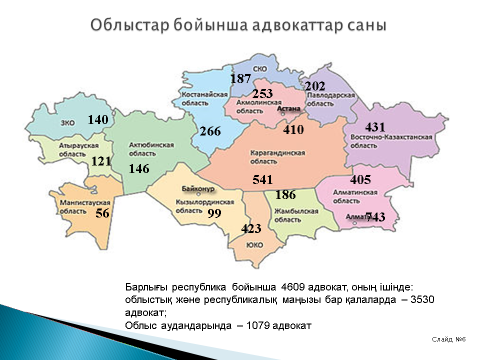 Облыстар бойынша адвокаттар саны
СКО
187
202
Костанайская
область
253
Павлодарская
область
Акмолинская
область
Астана
ЗКО
140
266
410
431
Восточно-Казахстанская
область
Атырауская
область
Актюбинская
область
Карагандинская
область
121
146
541
405
Мангистауская
область
56
Байконур
Кызылординская
область
99
186
Алматинская
область
Жамбылская
область
Алматы
743
423
ЮКО
Барлығы республика бойынша 4609 адвокат, оның ішінде:
облыстық және республикалық маңызы бар қалаларда – 3530
адвокат;
Облыс аудандарында – 1079 адвокат
Слайд №6